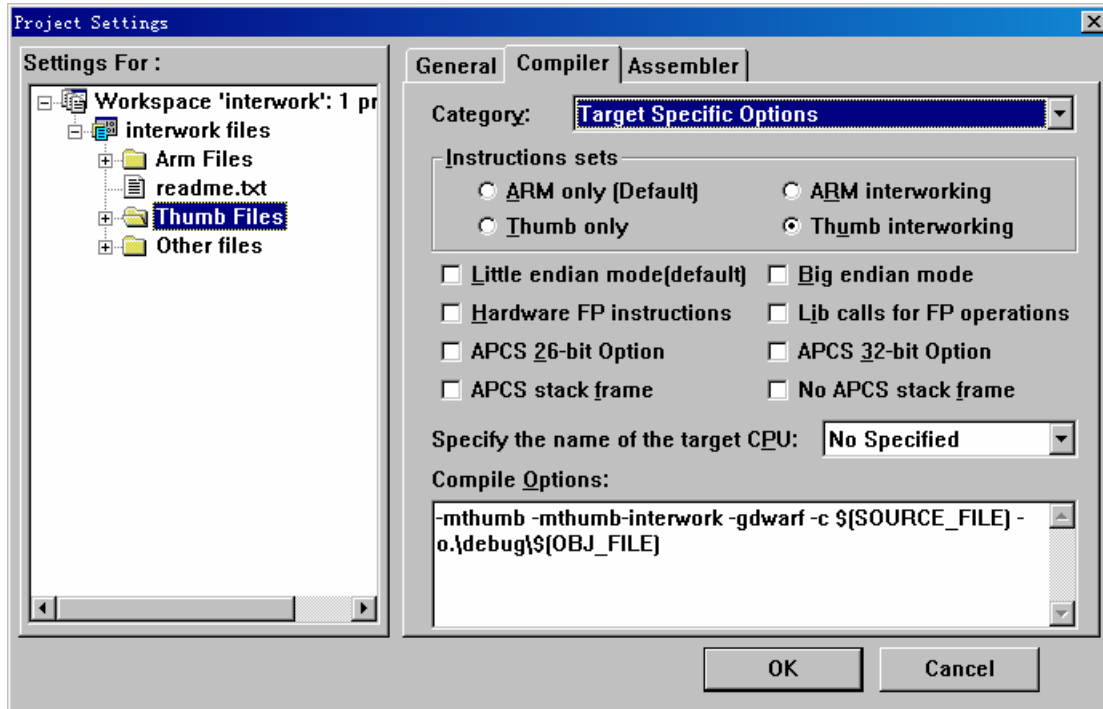 Project Settings
Settings For :
Workspace 'interwork': 1 pr
interwork files
Arm Files
readme.txt
Thumb Files
Other files
General Compiler Assembler
Category: Target Specific Options
Instructions sets
ARM only (Default) ARM interworking
Thumb only Thumb interworking
Little endian mode(default) Big endian mode
Hardware FP instructions Lib calls for FP operations
APCS 26-bit Option APCS 32-bit Option
APCS stack frame No APCS stack frame
Specify the name of the target CPU: No Specified
Compile Options:
-mthumb -mthumb-interwork -gdwarf -c $(SOURCE_FILE) -
o.\debug\$(OBJ_FILE)
OK Cancel